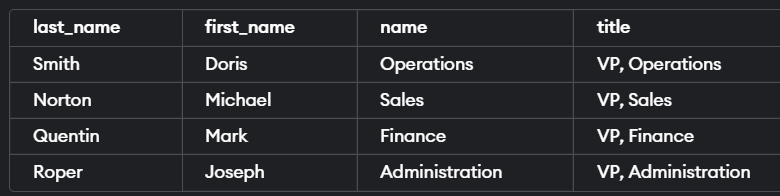 last_name first_name name title
Smith Doris Operations VP, Operations
Norton Michael Sales VP, Sales
Quentin Mark Finance VP, Finance
Roper Joseph Administration VP, Administration